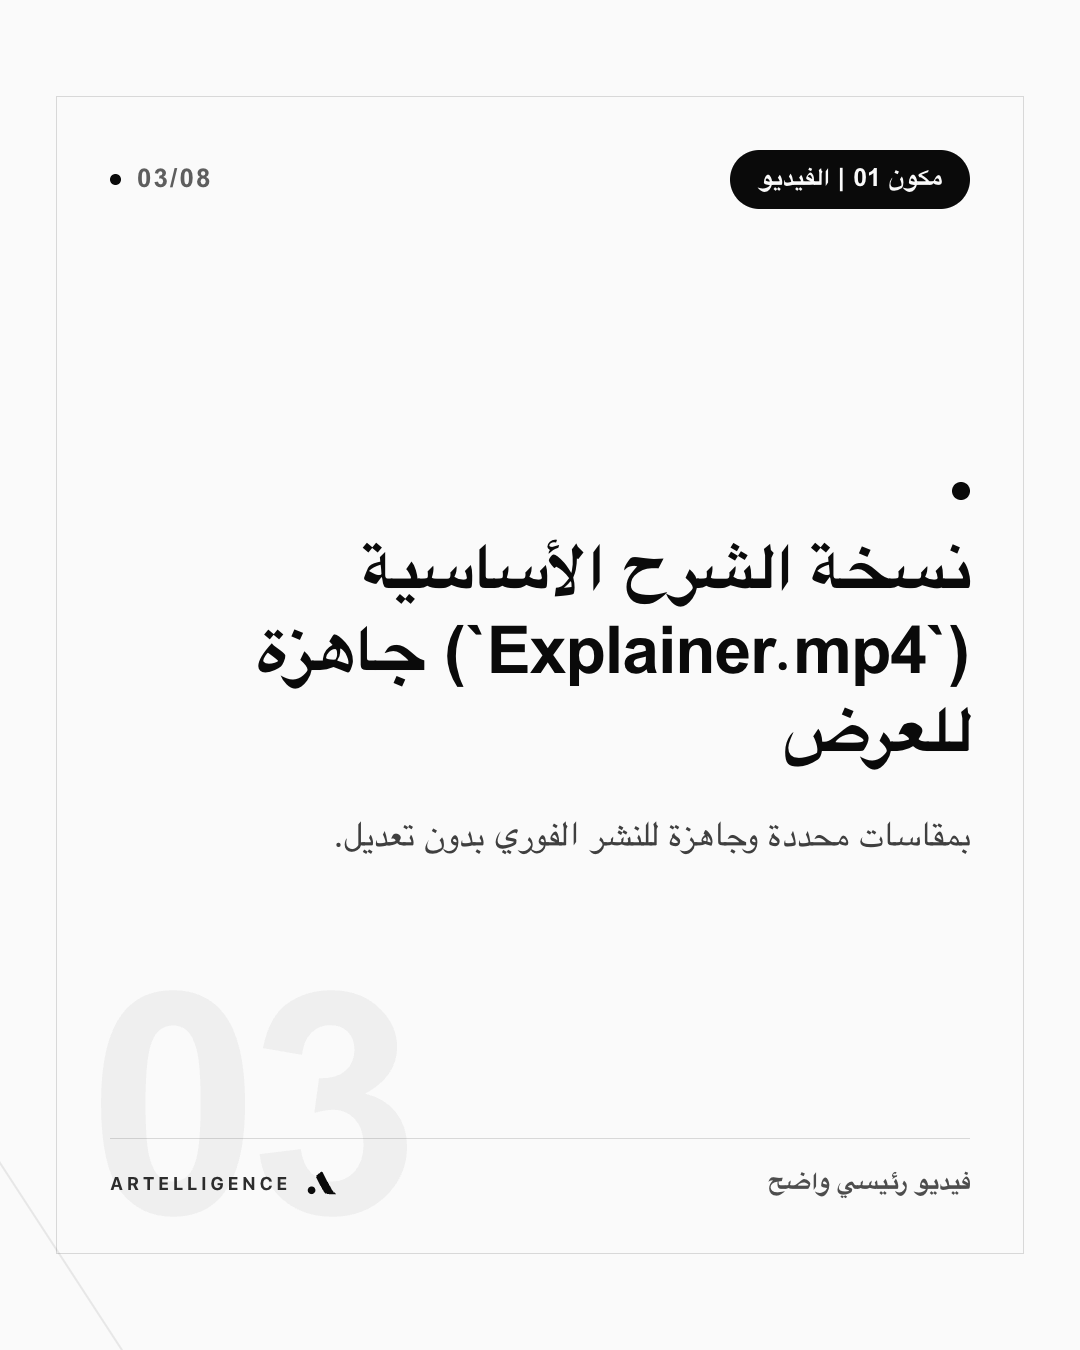 مكون 01 | الفيديو
03/08
نسخة الشرح الأساسية
(`Explainer.mp4`) جاهزة
للعرض
بمقاسات محددة وجاهزة للنشر الفوري بدون تعديل.
03
فيديو رئيسي واضح
ARTELLIGENCE